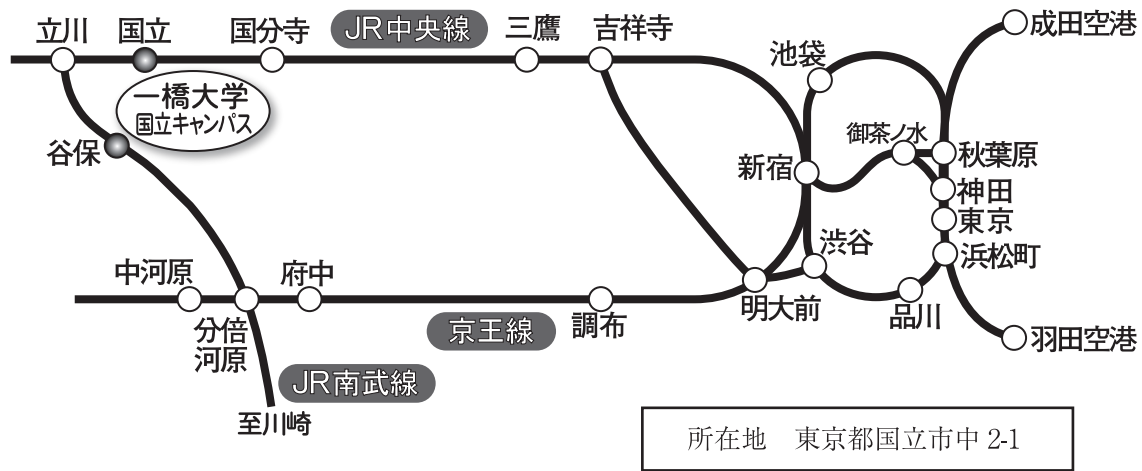 立川
国立
国分寺
JR中央線
三鷹
吉祥寺
池袋
成田空港
一橋大学
国立キャンパス
谷保
新宿
御茶ノ水
秋葉原
神田
東京
浜松町
渋谷
品川
羽田空港
中河原
分倍
河原
府中
京王線
調布
明大前
JR南武線
至川崎
所在地　東京都国立市中 2-1